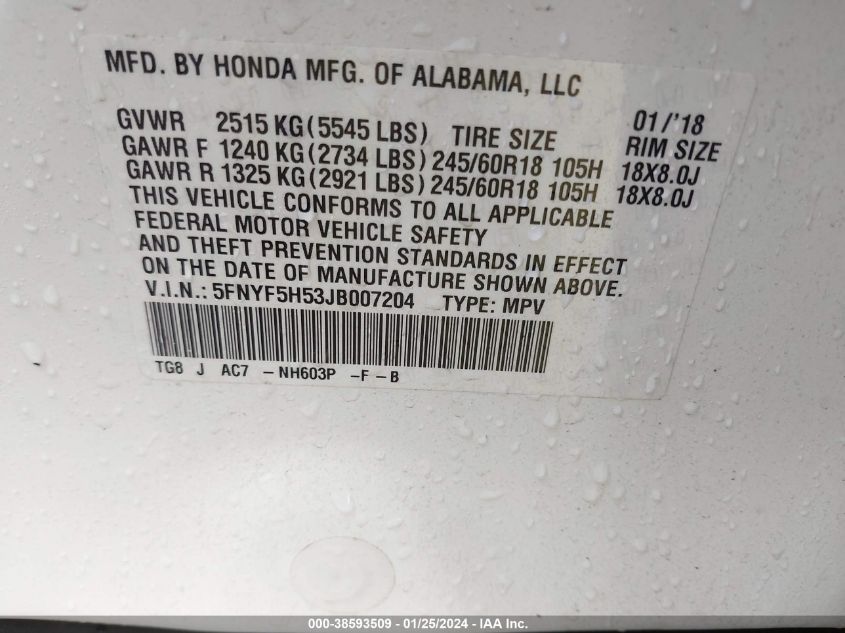 MFD. BY HONDA MFG. OF ALABAMA, LLC
GVWR 2515 KG (5545 LBS) TIRE SIZE 01/'18 RIM SIZE
GAWR F 1240 KG (2734 LBS) 245/60R18 105H 18X8.0J
GAWR R 1325 KG (2921 LBS) 245/60R18 105H 18X8.0J
THIS VEHICLE CONFORMS TO ALL APPLICABLE
FEDERAL MOTOR VEHICLE SAFETY
AND THEFT PREVENTION STANDARDS IN EFFECT
ON THE DATE OF MANUFACTURE SHOWN ABOVE.
V.I.N.: 5FNYF5H53JB007204 TYPE: MPV
TG8 J AC7 - NH603P - F - B
000-38593509 - 01/25/2024 - IAA Inc.